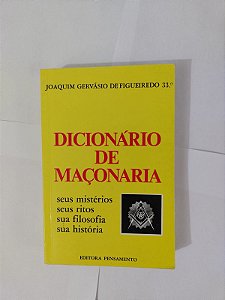 JOAQUIM GERVÁSIO DE FIGUEIREDO 33.º
DICIONÁRIO
DE
MAÇONARIA
seus mistérios
seus ritos
sua filosofia
sua história
EDITORA PENSAMENTO